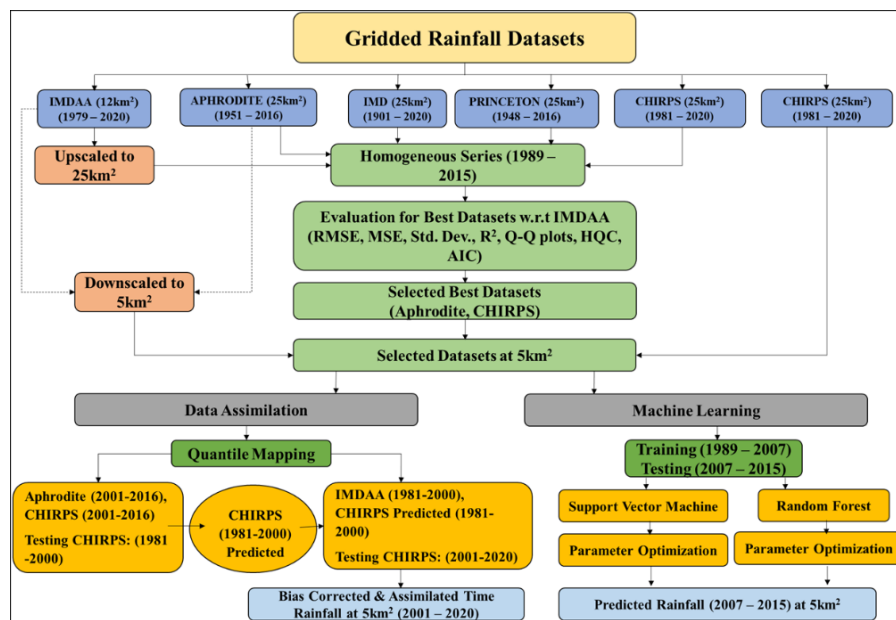 Gridded Rainfall Datasets
IMDAA (12km²)
(1979 – 2020)
APHRODITE (25km²)
(1951 – 2016)
IMD (25km²)
(1901 – 2020)
PRINCETON (25km²)
(1948 – 2016)
CHIRPS (25km²)
(1981 – 2020)
CHIRPS (25km²)
(1981 – 2020)
Upscaled to
25km²
Homogeneous Series (1989 –
2015)
Evaluation for Best Datasets w.r.t IMDAA
(RMSE, MSE, Std. Dev., R², Q-Q plots, HQC,
AIC)
Downscaled to
5km²
Selected Best Datasets
(Aphrodite, CHIRPS)
Selected Datasets at 5km²
Data Assimilation
Machine Learning
Quantile Mapping
Training (1989 – 2007)
Testing (2007 – 2015)
Aphrodite (2001-2016),
CHIRPS (2001-2016)
Testing CHIRPS: (1981
-2000)
CHIRPS
(1981-2000)
Predicted
IMDAA (1981-2000),
CHIRPS Predicted (1981-
2000)
Testing CHIRPS: (2001-2020)
Support Vector Machine
Random Forest
Parameter Optimization
Parameter Optimization
Bias Corrected & Assimilated Time
Rainfall at 5km² (2001 – 2020)
Predicted Rainfall (2007 – 2015) at 5km²